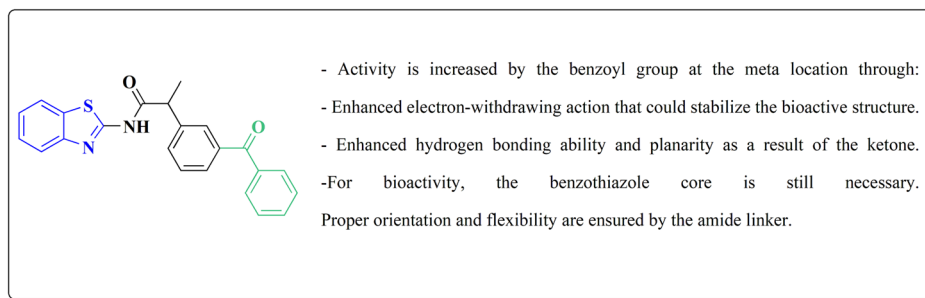 O
S
NH
N
O
- Activity is increased by the benzoyl group at the meta location through:
- Enhanced electron-withdrawing action that could stabilize the bioactive structure.
- Enhanced hydrogen bonding ability and planarity as a result of the ketone.
-For bioactivity, the benzothiazole core is still necessary.
Proper orientation and flexibility are ensured by the amide linker.